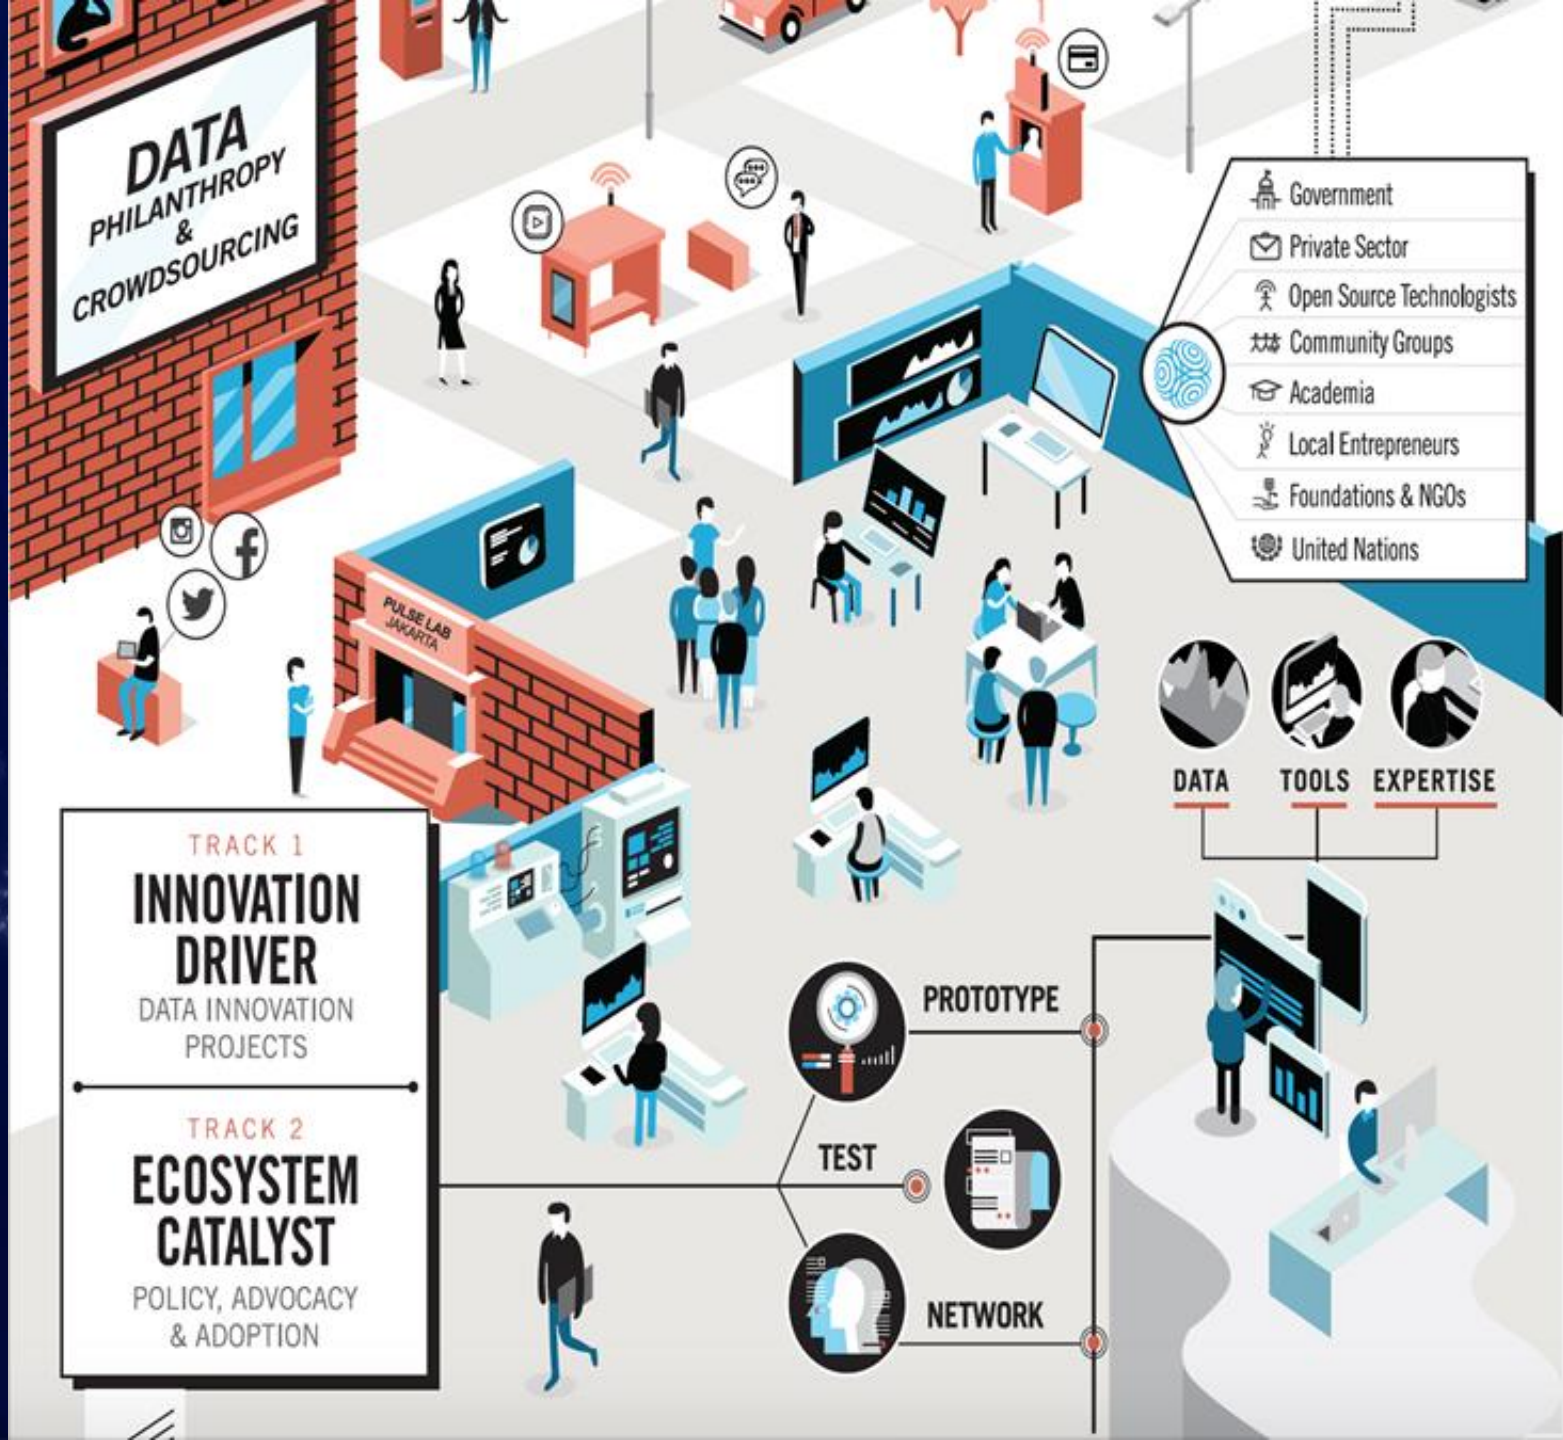 DATA
PHILANTHROPY
&
CROWDSOURCING
Government
Private Sector
Open Source Technologists
Community Groups
Academia
Local Entrepreneurs
Foundations & NGOs
United Nations
PULSE LAB
JAKARTA
DATA
TOOLS
EXPERTISE
TRACK 1
INNOVATION
DRIVER
DATA INNOVATION
PROJECTS
TRACK 2
ECOSYSTEM
CATALYST
POLICY, ADVOCACY
& ADOPTION
PROTOTYPE
TEST
NETWORK